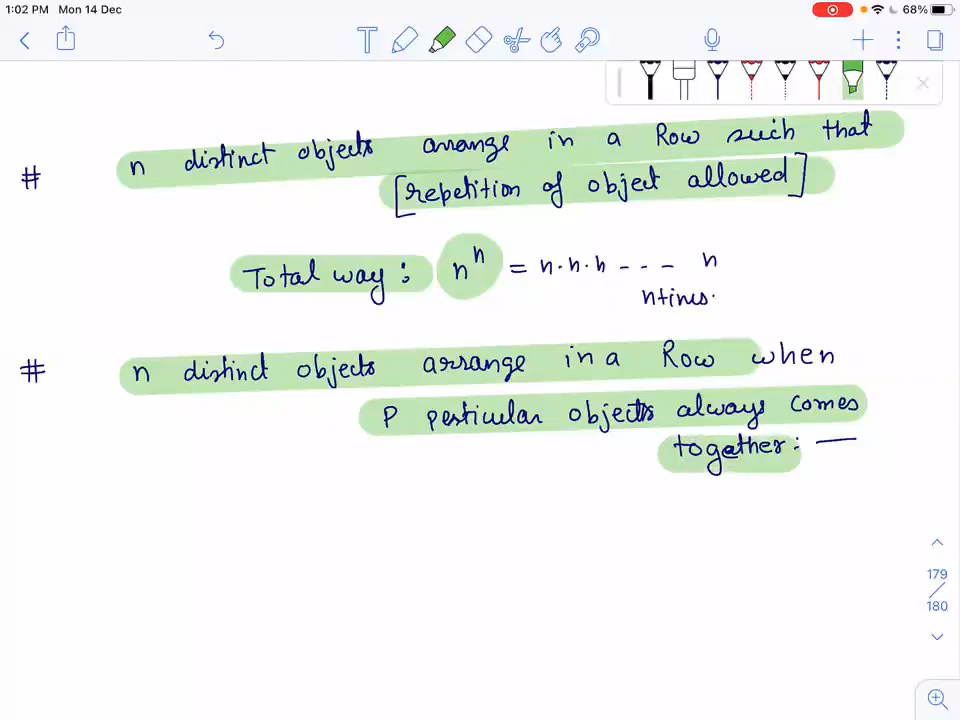 1:02 PM Mon 14 Dec
68%
# n distinct objects arrange in a Row such that
[repetition of object allowed]
Total way : n^n = n·n·n - - - n
ntimes.
# n distinct objects arrange in a Row when
P perticular objects always comes
together : —
179
180